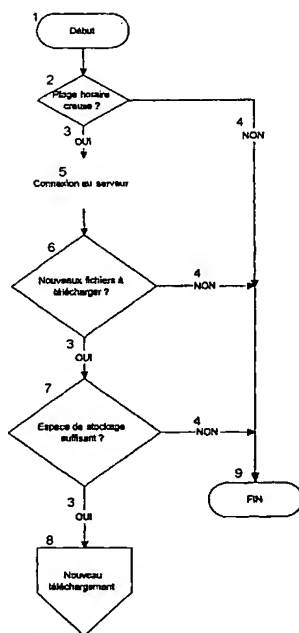 1
Début
2
Plage horaire
creuse ?
3
OUI
4
NON
5
Connexion au serveur
6
Nouveaux fichiers à
télécharger ?
4
NON
3
OUI
7
Espace de stockage
suffisant ?
4
NON
3
OUI
9
FIN
8
Nouveau
téléchargement